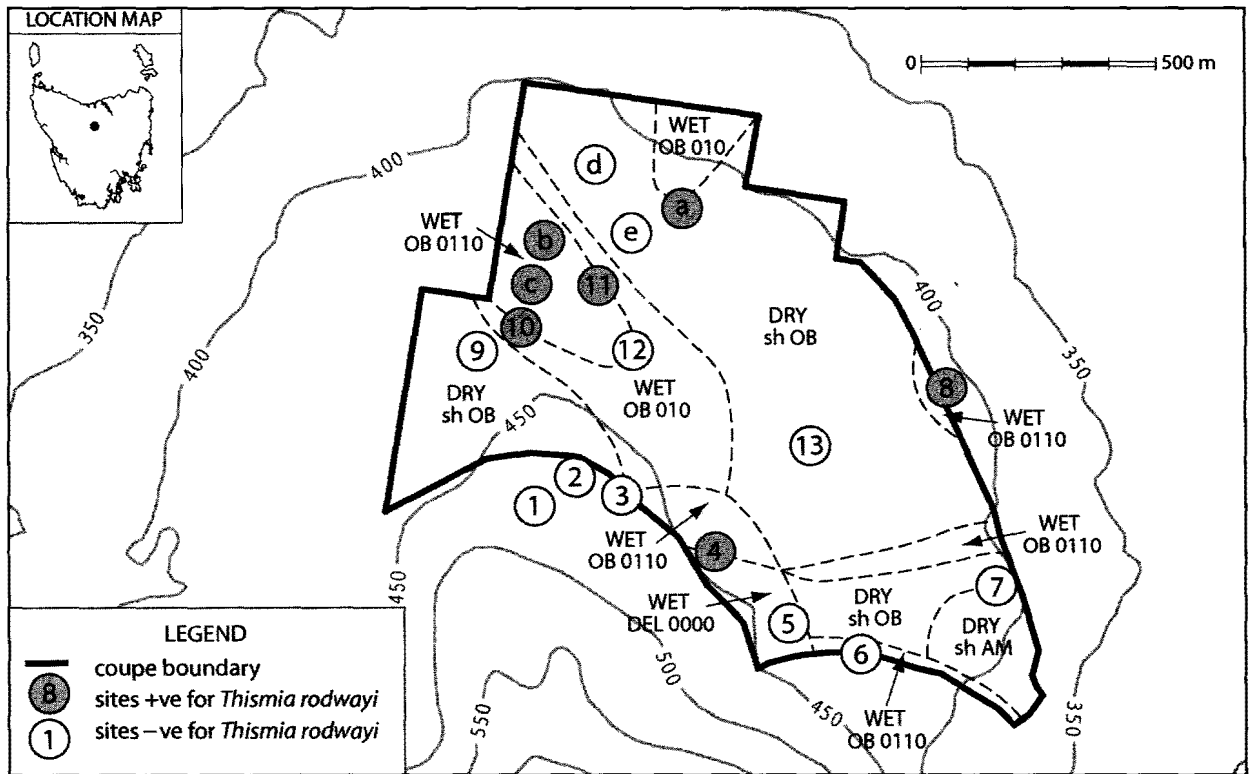 LOCATION MAP
0 500 m
400
WET
OB 010
d
a
e
WET
OB 0110
b
c
11
10
9
12
DRY
sh OB
400
350
400
350
DRY
sh OB
WET
OB 010
450
8
WET
OB 0110
13
2
1
3
WET
OB 0110
4
WET
OB 0110
450
WET
DEL 0000
5
DRY
sh OB
7
DRY
sh AM
6
500
550
450
350
WET
OB 0110
LEGEND
coupe boundary
8 sites +ve for Thismia rodwayi
1 sites –ve for Thismia rodwayi